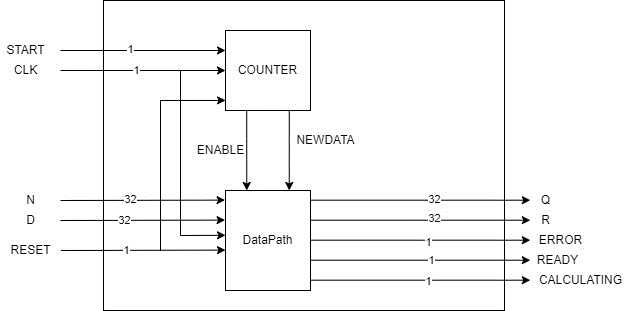 START 1
CLK 1 COUNTER
ENABLE NEWDATA
N 32 32 Q
D 32 32 R
DataPath 1 ERROR
RESET 1 1 READY
1 CALCULATING